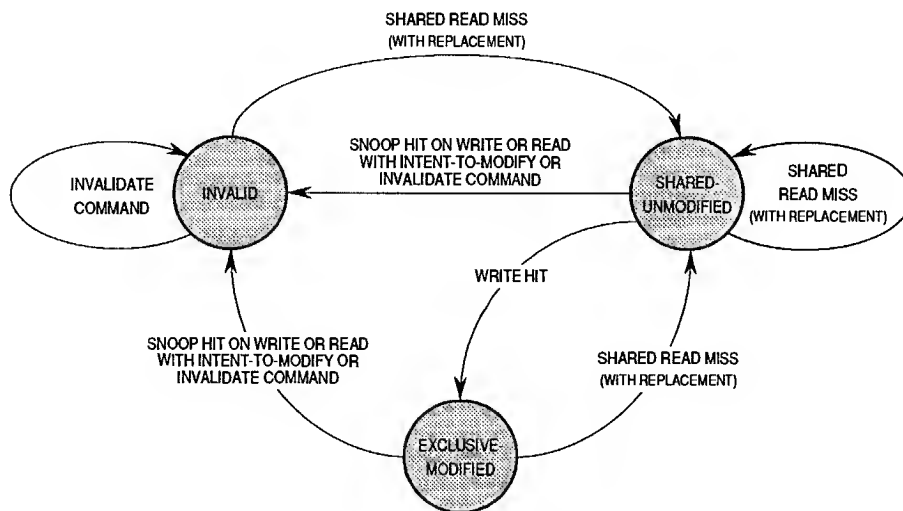 SHARED READ MISS
(WITH REPLACEMENT)
SNOOP HIT ON WRITE OR READ
WITH INTENT-TO-MODIFY OR
INVALIDATE COMMAND
INVALIDATE
COMMAND
INVALID
SHARED-
UNMODIFIED
SHARED
READ MISS
(WITH REPLACEMENT)
WRITE HIT
SNOOP HIT ON WRITE OR READ
WITH INTENT-TO-MODIFY OR
INVALIDATE COMMAND
SHARED READ MISS
(WITH REPLACEMENT)
EXCLUSIVE-
MODIFIED